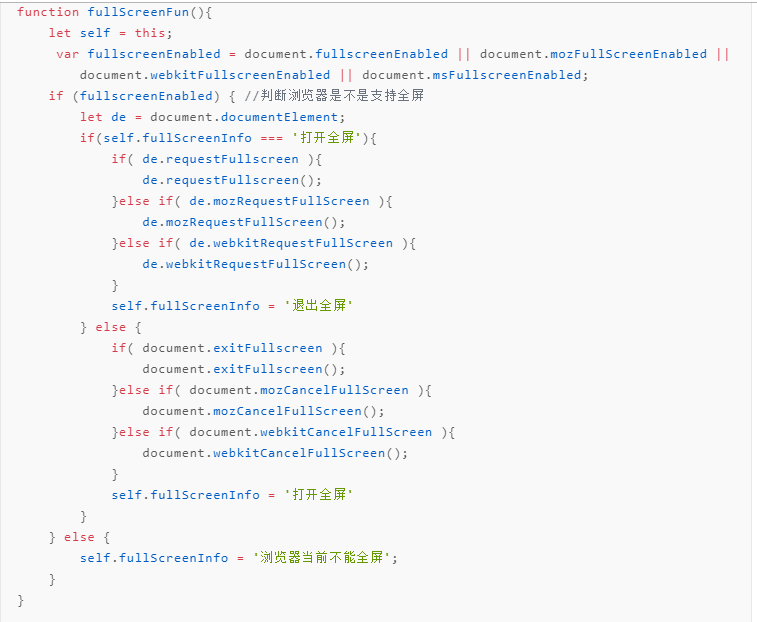 function fullScreenFun(){
    let self = this;
     var fullscreenEnabled = document.fullscreenEnabled || document.mozFullScreenEnabled ||
        document.webkitFullscreenEnabled || document.msFullscreenEnabled;
    if (fullscreenEnabled) { //判断浏览器是不是支持全屏
        let de = document.documentElement;
        if(self.fullScreenInfo === '打开全屏'){
            if( de.requestFullscreen ){
                de.requestFullscreen();
            }else if( de.mozRequestFullScreen ){
                de.mozRequestFullScreen();
            }else if( de.webkitRequestFullScreen ){
                de.webkitRequestFullScreen();
            }
            self.fullScreenInfo = '退出全屏'
        } else {
            if( document.exitFullscreen ){
                document.exitFullscreen();
            }else if( document.mozCancelFullScreen ){
                document.mozCancelFullScreen();
            }else if( document.webkitCancelFullScreen ){
                document.webkitCancelFullScreen();
            }
            self.fullScreenInfo = '打开全屏'
        }
    } else {
        self.fullScreenInfo = '浏览器当前不能全屏';
    }
}